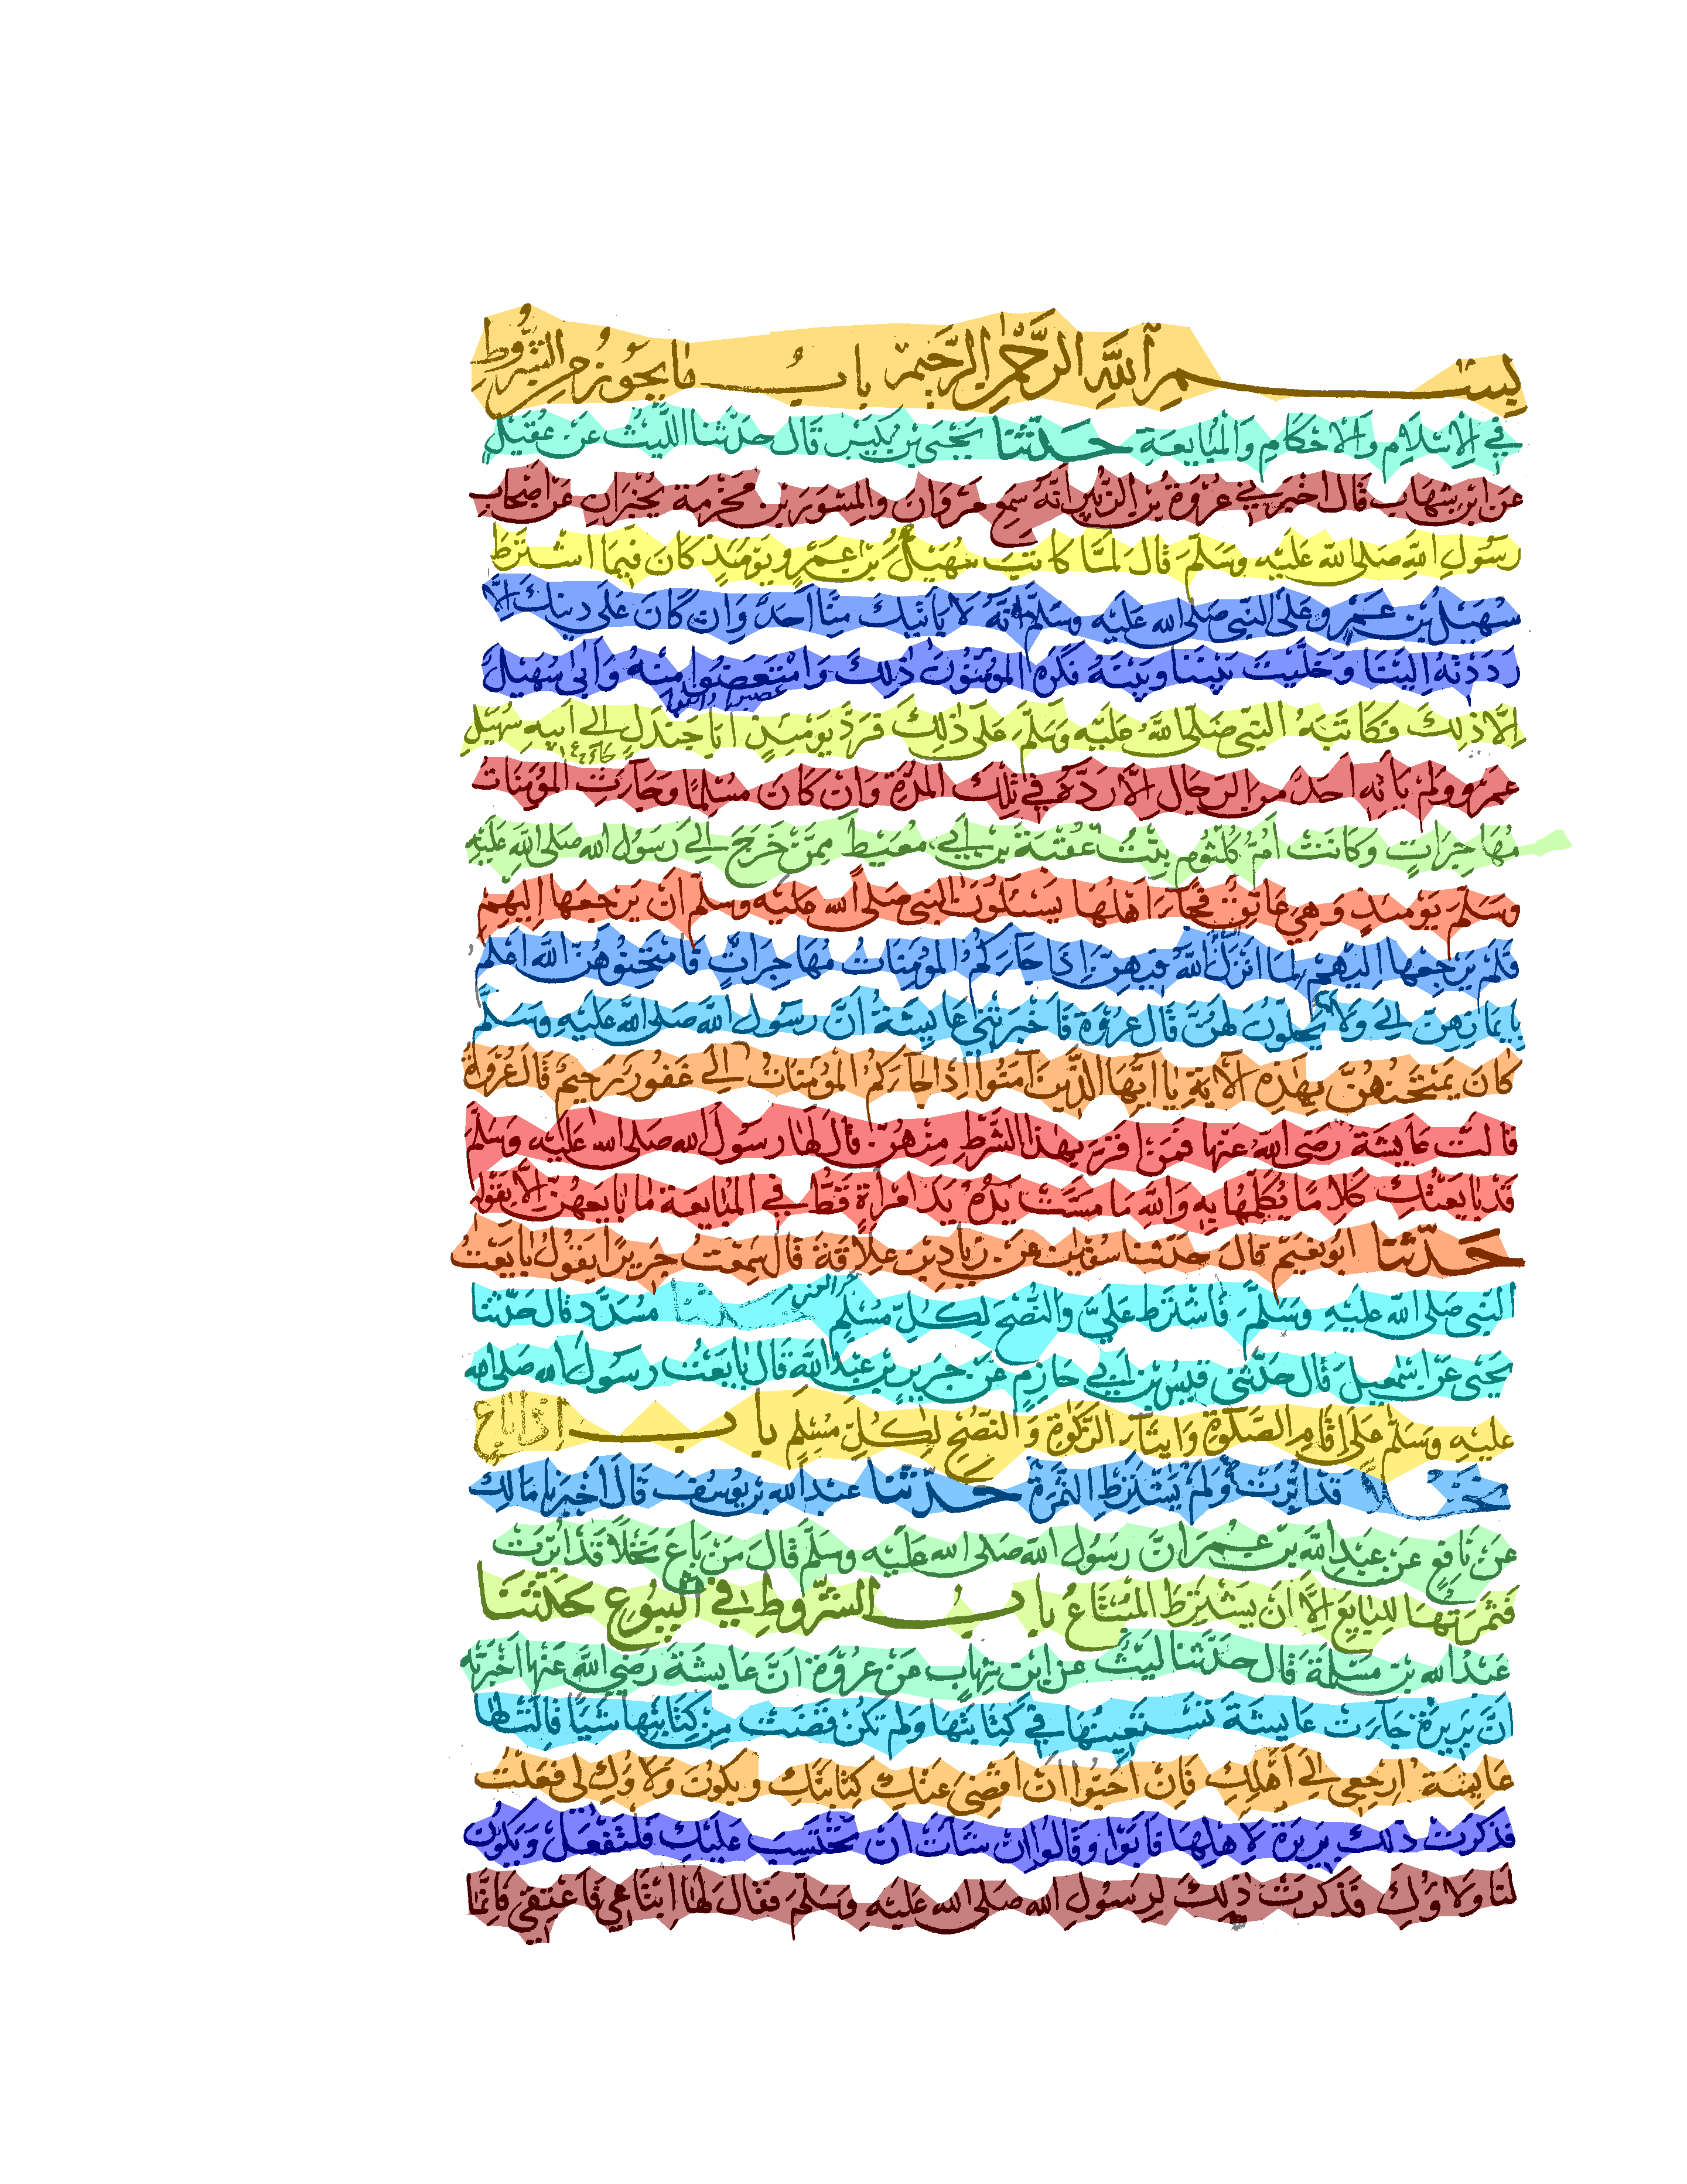 بِسْمِ اللَّهِ الرَّحْمٰنِ الرَّحِيمِ بابُ ما يجوز من الشُّرُوطِ
في الاسلام والاحكام والمبايعة حدثنا يحيى بن بكير قال حدثنا الليث عن عقيل
عن ابن شهاب قال اخبرني عروة بن الزبير انه سمع مروان والمسور بن مخرمة يخبران عن اصحاب
رسول الله صلى الله عليه وسلم قال لما كاتب سهيل بن عمرو يومئذ كان فيما اشترط
سهيل بن عمرو على النبي صلى الله عليه وسلم انه لا ياتيك منا احد وان كان على دينك الا
رددته الينا وخليت بيننا وبينه فكره المؤمنون ذلك وامتعضوا منه وابى سهيل
الا ذلك فكاتبه النبي صلى الله عليه وسلم على ذلك فرد يومئذ ابا جندل الى ابيه سهيل
عمرو ولم ياته احد من الرجال الا رده في تلك المدة وان كان مسلما وجاءت المؤمنات
مهاجرات وكانت ام كلثوم بنت عقبة بن ابي معيط ممن خرج الى رسول الله صلى الله عليه
وسلم يومئذ وهي عاتق فجاء اهلها يسئلون النبي صلى الله عليه وسلم ان يرجعها اليهم
فلم يرجعها اليهم لما انزل الله فيهن اذا جاءكم المؤمنات مهاجرات فامتحنوهن الله اعلم
بايمانهن الى ولا يحلون لهن قال عروة فاخبرتني عايشة ان رسول الله صلى الله عليه وسلم
كان يمتحنهن بهذه الآية يا ايها الذين آمنوا اذا جاءكم المؤمنات الى غفور رحيم قال عروة
قالت عايشة رضي الله عنها فمن اقر بهذا الشرط منهن قال لها رسول الله صلى الله عليه وسلم
قد بايعتك كلاما يكلمها به والله ما مست يده يد امراة قط في المبايعة ما بايعهن الا بقوله
حدثنا ابو نعيم قال حدثنا سفيان عن زياد بن علاقة قال سمعت جريرا يقول بايعت
النبي صلى الله عليه وسلم فاشترط علي والنصح لكل مسلم حدثنا مسدد قال حدثنا
يحيى عن اسمعيل قال حدثني قيس بن ابي حازم عن جرير بن عبد الله قال بايعت رسول الله صلى الله
عليه وسلم على اقام الصلوة وايتاء الزكوة والنصح لكل مسلم باب اذا باع
نخلا قد ابرت ولم يشترط الثمرة حدثنا عبد الله بن يوسف قال اخبرنا مالك
عن نافع عن عبد الله بن عمر ان رسول الله صلى الله عليه وسلم قال من باع نخلا قد ابرت
فثمرتها للبايع الا ان يشترط المبتاع باب الشروط في البيوع حدثنا
عبد الله بن مسلمة قال حدثنا ليث عن ابن شهاب عن عروة ان عايشة رضي الله عنها اخبرته
ان بريرة جاءت عايشة تستعينها في كتابتها ولم تكن قضت من كتابتها شيئا قالت لها
عايشة ارجعي الى اهلك فان احبوا ان اقضي عنك كتابتك ويكون ولاوك لي فعلت
فذكرت ذلك بريرة لاهلها فابوا وقالوا ان شاءت ان تحتسب عليك فلتفعل ويكون
لنا ولاوك فذكرت ذلك لرسول الله صلى الله عليه وسلم فقال لها ابتاعي فاعتقي فانما